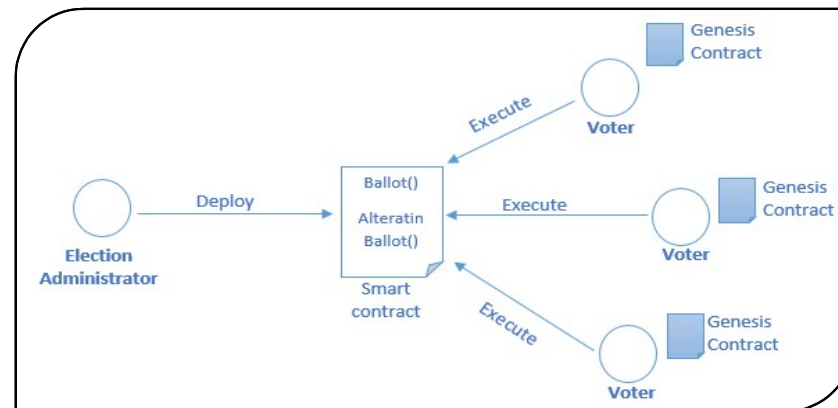 Genesis
Contract
Voter
Execute
Ballot()
Alteratin
Ballot()
Smart
contract
Deploy
Election
Administrator
Execute
Genesis
Contract
Voter
Execute
Genesis
Contract
Voter